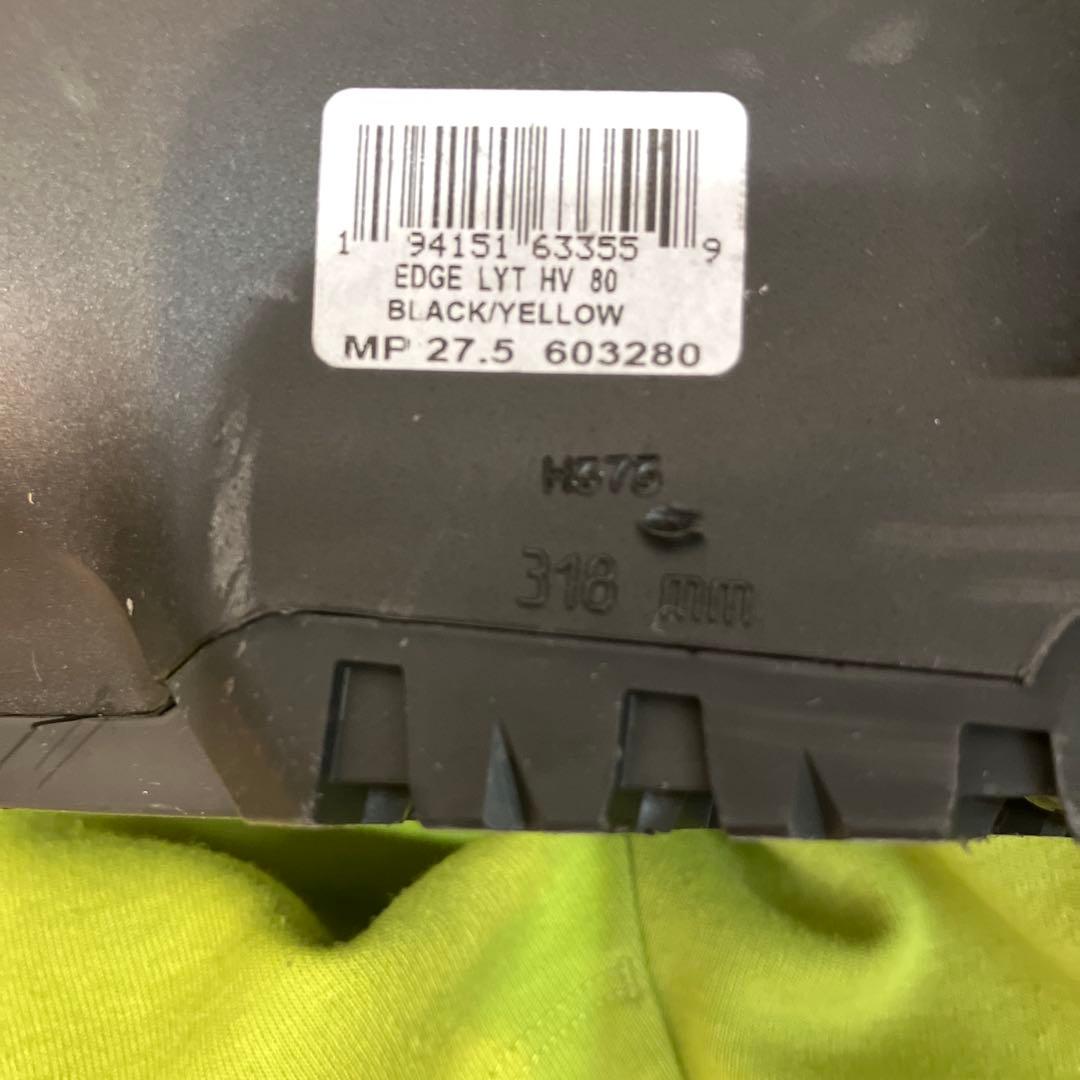 1 94151 63355 9
EDGE LYT HV 80
BLACK/YELLOW
MP 27.5 603280
H375
318 mm